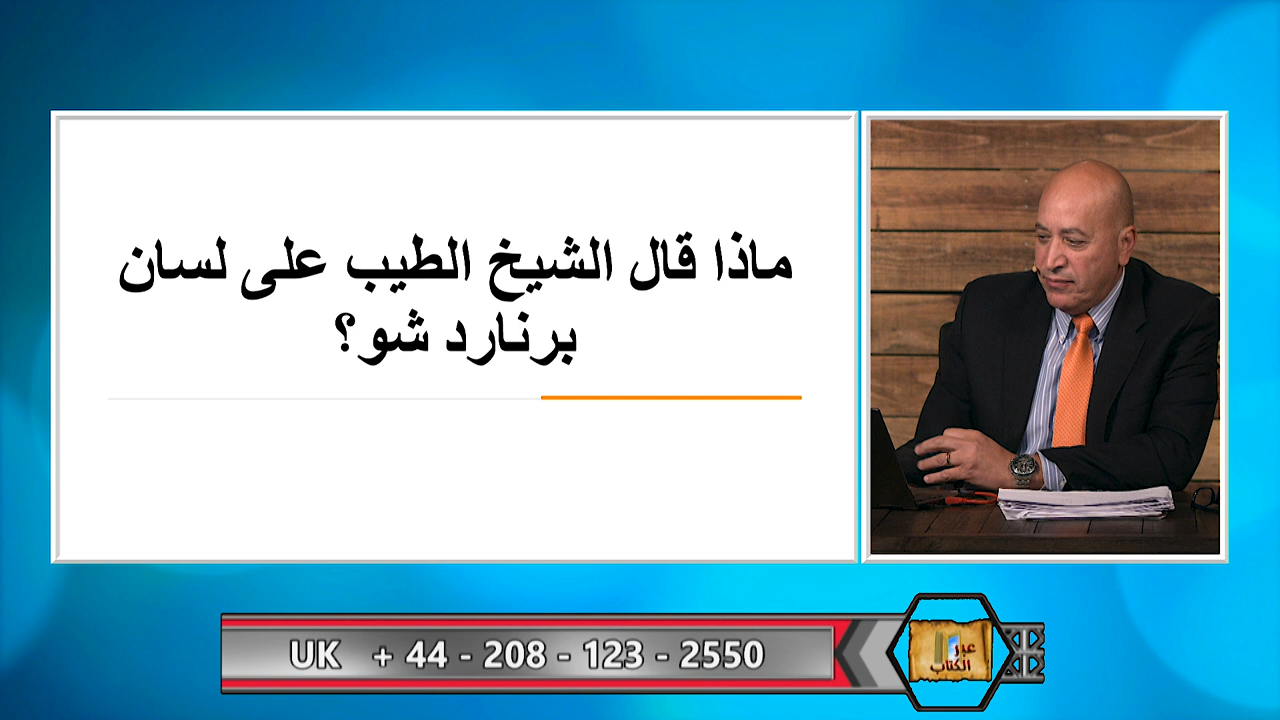 ماذا قال الشيخ الطيب على لسان
برنارد شو؟
UK + 44 - 208 - 123 - 2550
عبر
الكتاب